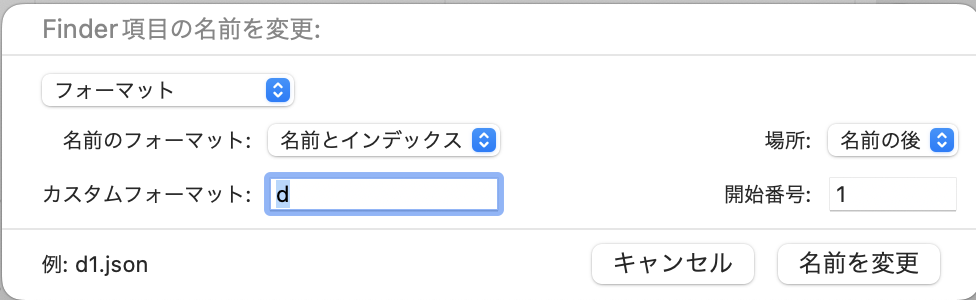 Finder項目の名前を変更:
フォーマット
名前のフォーマット: 名前とインデックス 場所: 名前の後
カスタムフォーマット: d 開始番号: 1
例: d1.json キャンセル 名前を変更